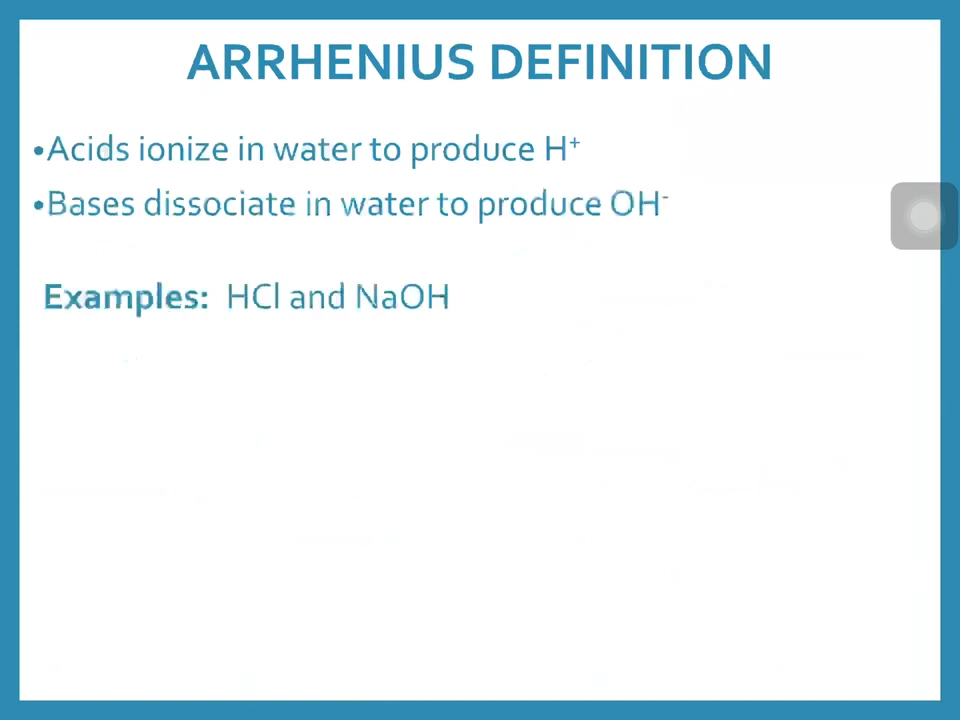 ARRHENIUS DEFINITION
•Acids ionize in water to produce H⁺
•Bases dissociate in water to produce OH⁻
Examples: HCl and NaOH